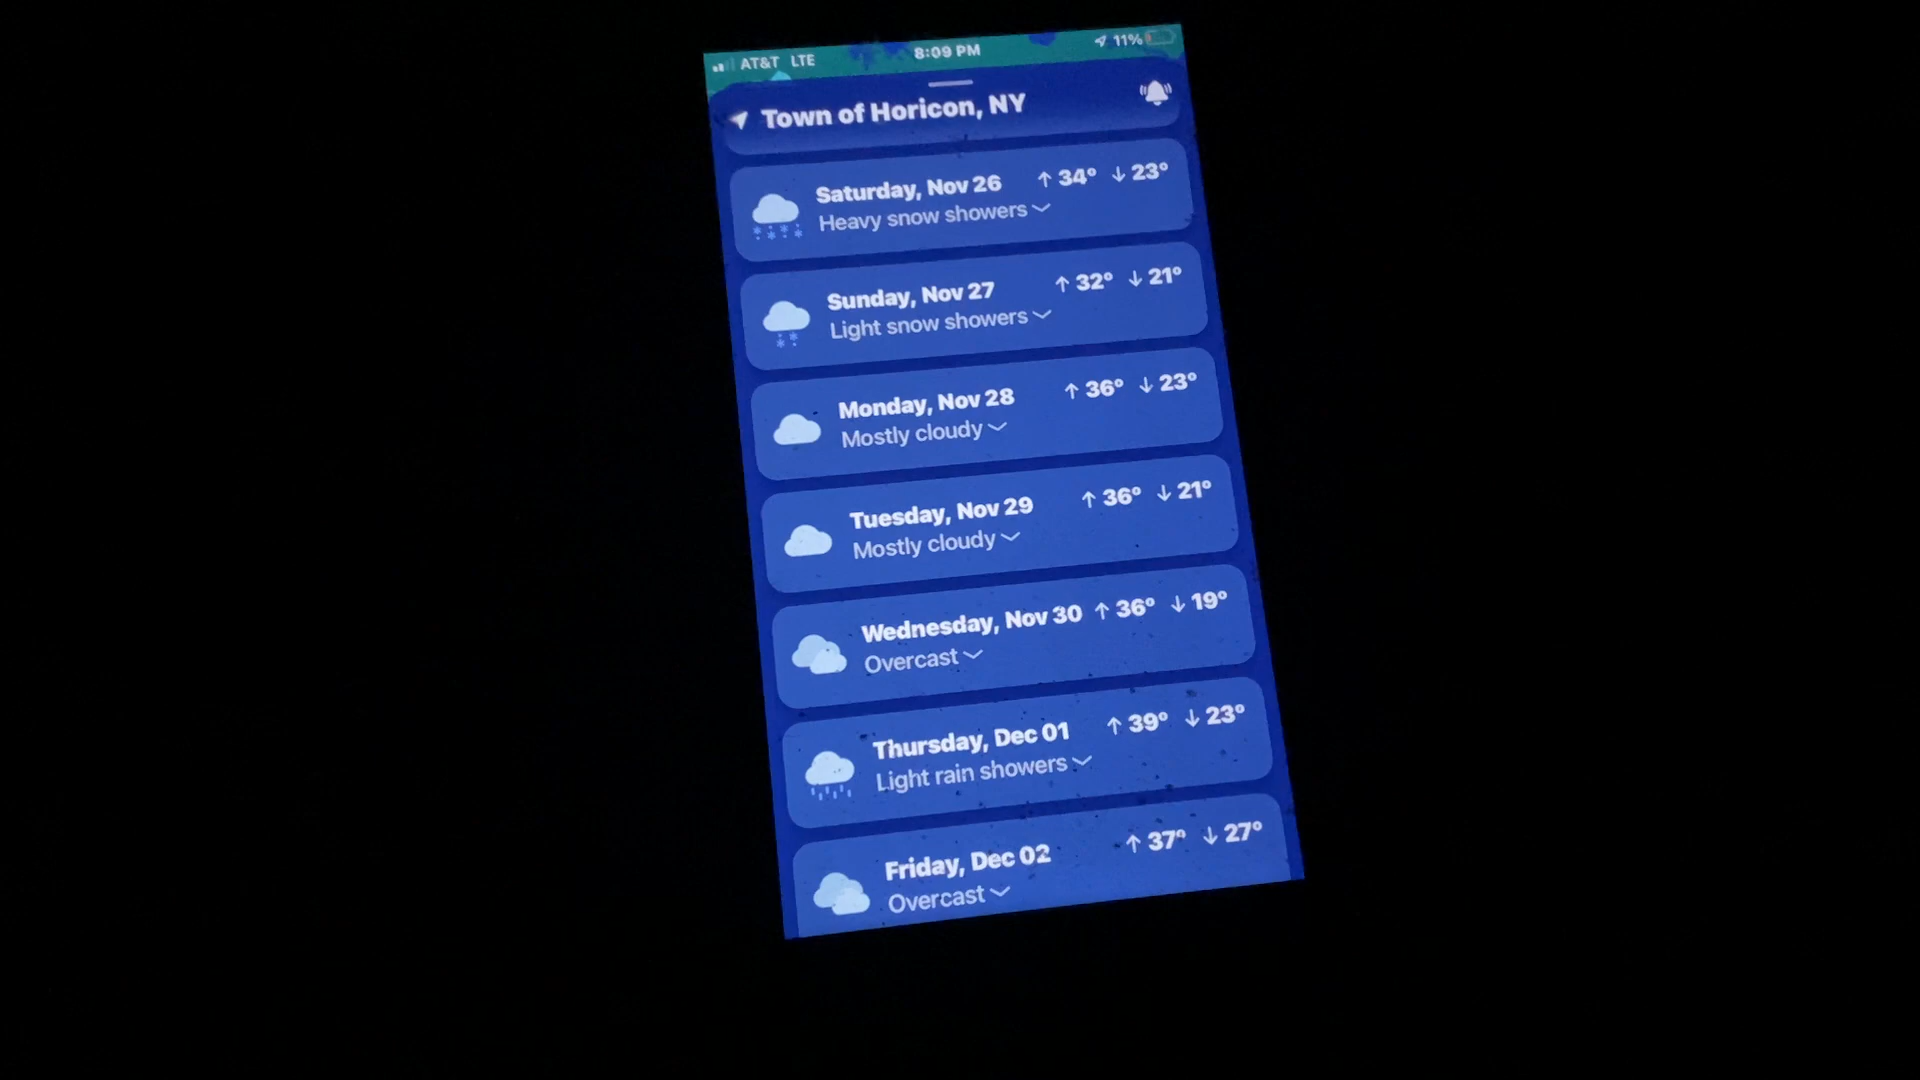 AT&T LTE 8:09 PM 11%
Town of Horicon, NY
Saturday, Nov 26 ↑ 34° ↓ 23°
Heavy snow showers
Sunday, Nov 27 ↑ 32° ↓ 21°
Light snow showers
Monday, Nov 28 ↑ 36° ↓ 23°
Mostly cloudy
Tuesday, Nov 29 ↑ 36° ↓ 21°
Mostly cloudy
Wednesday, Nov 30 ↑ 36° ↓ 19°
Overcast
Thursday, Dec 01 ↑ 39° ↓ 23°
Light rain showers
Friday, Dec 02 ↑ 37° ↓ 27°
Overcast